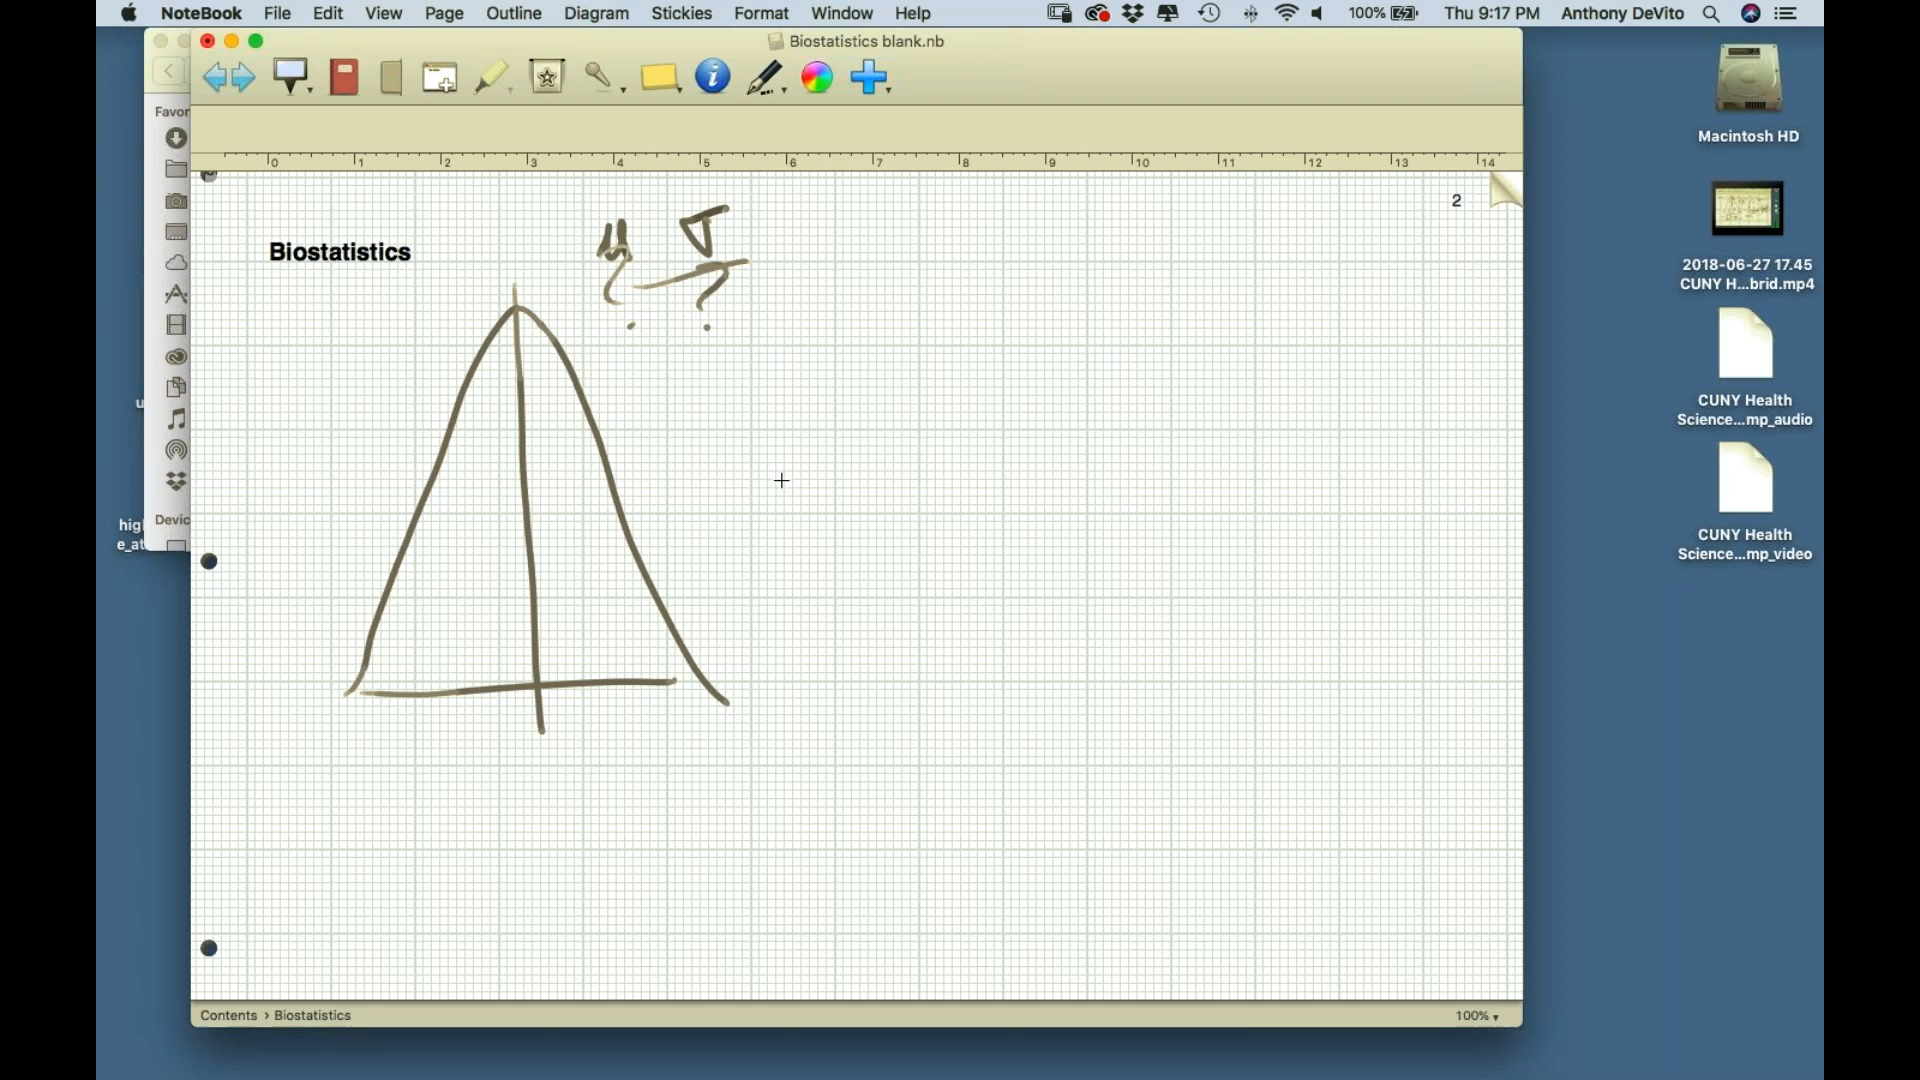 NoteBook File Edit View Page Outline Diagram Stickies Format Window Help 100% Thu 9:17 PM Anthony DeVito
Biostatistics blank.nb
Favor
0 1 2 3 4 5 6 7 8 9 10 11 12 13 14
2
Biostatistics
μ σ
? ?
Devic
Contents › Biostatistics
100%
Macintosh HD
2018-06-27 17.45
CUNY H...brid.mp4
CUNY Health
Science...mp_audio
CUNY Health
Science...mp_video
u
hig
e_at